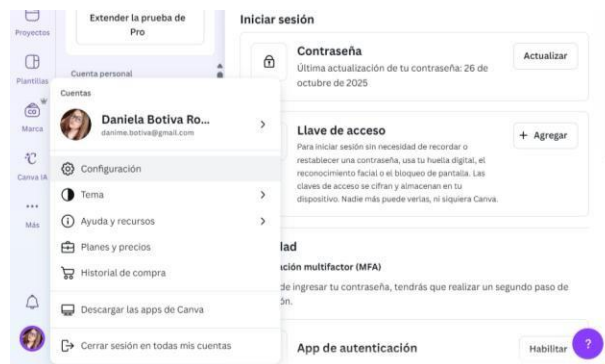 Proyectos
Plantillas
Marca
Canva IA
Más
Extender la prueba de
Pro
Cuenta personal
Cuentas
Daniela Botiva Ro...
danime.botiva@gmail.com
Configuración
Tema
Ayuda y recursos
Planes y precios
Historial de compra
Descargar las apps de Canva
Cerrar sesión en todas mis cuentas
Iniciar sesión
Contraseña
Última actualización de tu contraseña: 26 de
octubre de 2025
Actualizar
Llave de acceso
Para iniciar sesión sin necesidad de recordar o
restablecer una contraseña, usa tu huella digital, el
reconocimiento facial o el bloqueo de pantalla. Las
claves de acceso se cifran y almacenan en tu
dispositivo. Nadie más puede verlas, ni siquiera Canva.
+ Agregar
dad
ación multifactor (MFA)
de ingresar tu contraseña, tendrás que realizar un segundo paso de
ón.
App de autenticación
Habilitar
?